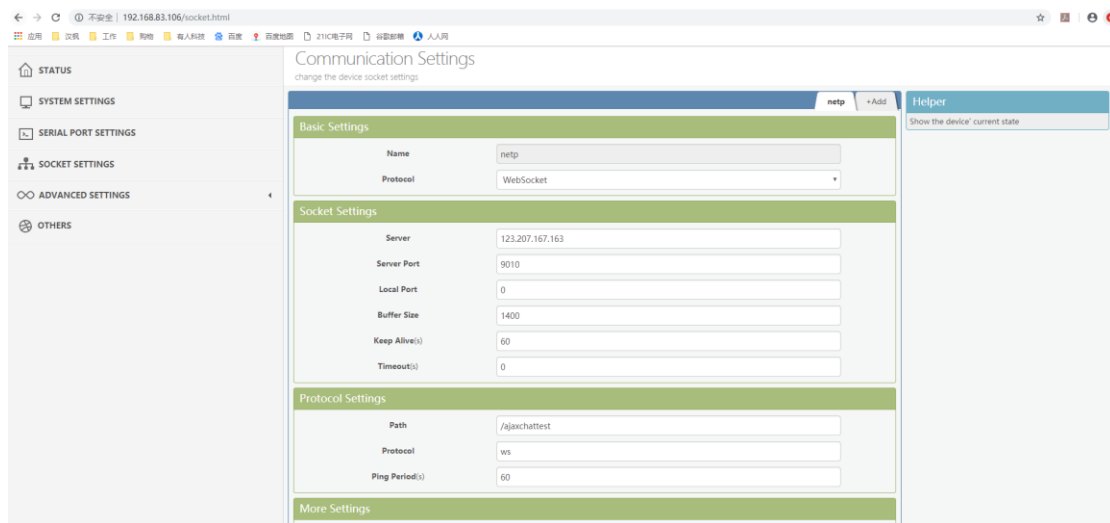 不安全 | 192.168.83.106/socket.html
应用 汉枫 工作 购物 有人科技 百度 百度地图 21IC电子网 谷歌邮箱 人人网
STATUS
SYSTEM SETTINGS
SERIAL PORT SETTINGS
SOCKET SETTINGS
ADVANCED SETTINGS
OTHERS
Communication Settings
change the device socket settings
netp +Add
Basic Settings
Name netp
Protocol WebSocket
Socket Settings
Server 123.207.167.163
Server Port 9010
Local Port 0
Buffer Size 1400
Keep Alive(s) 60
Timeout(s) 0
Protocol Settings
Path /ajaxchattest
Protocol ws
Ping Period(s) 60
More Settings
Helper
Show the device' current state